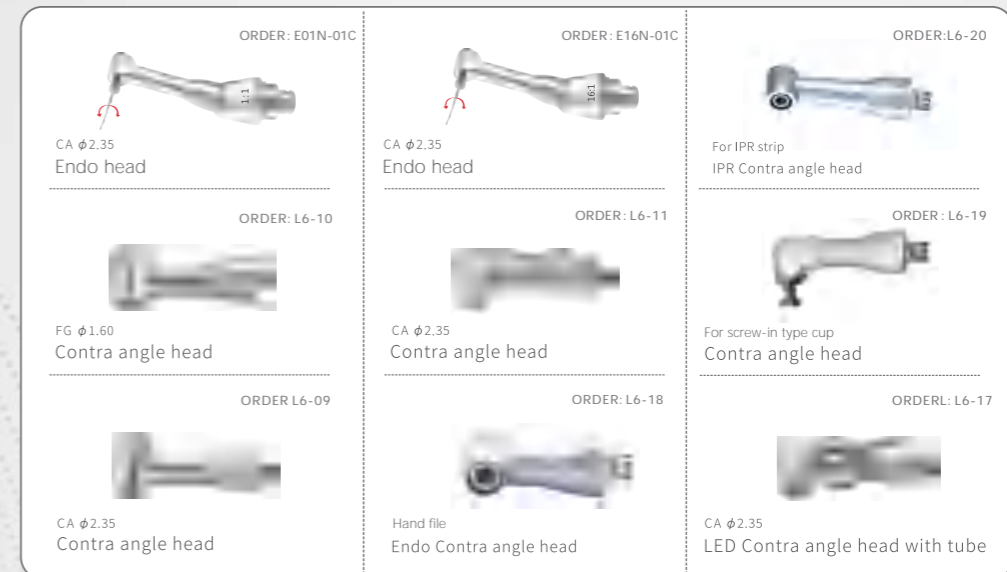 ORDER: E01N-01C
1:1
CA ϕ2.35
Endo head
ORDER: E16N-01C
16:1
CA ϕ2.35
Endo head
ORDER:L6-20
For IPR strip
IPR Contra angle head
ORDER: L6-10
FG ϕ1.60
Contra angle head
ORDER: L6-11
CA ϕ2.35
Contra angle head
ORDER : L6-19
For screw-in type cup
Contra angle head
ORDER L6-09
CA ϕ2.35
Contra angle head
ORDER: L6-18
Hand file
Endo Contra angle head
ORDERL: L6-17
CA ϕ2.35
LED Contra angle head with tube